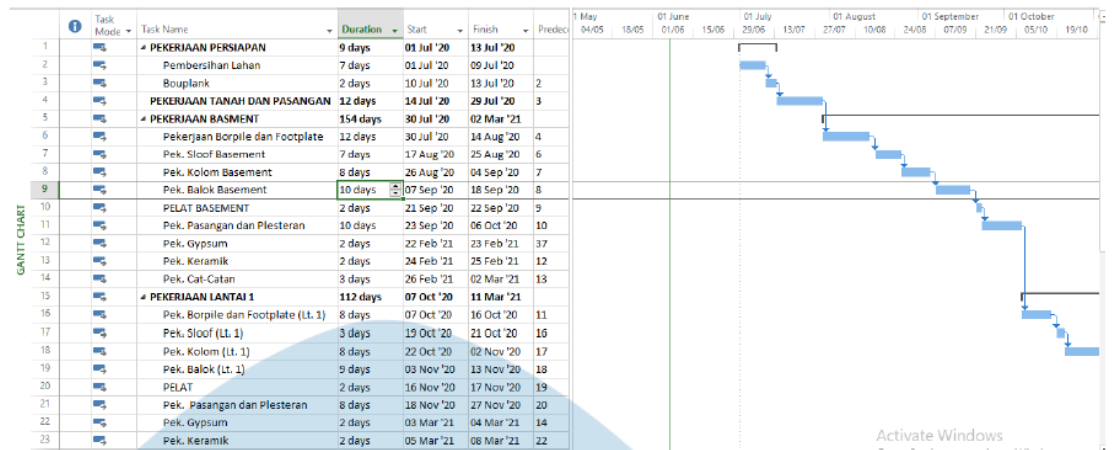 Task Mode Task Name Duration Start Finish Predec
1 May 01 June 01 July 01 August 01 September 01 October
04/05 18/05 01/06 15/06 29/06 13/07 27/07 10/08 24/08 07/09 21/09 05/10 19/10
1 PEKERJAAN PERSIAPAN 9 days 01 Jul '20 13 Jul '20
2 Pembersihan Lahan 7 days 01 Jul '20 09 Jul '20
3 Bouplank 2 days 10 Jul '20 13 Jul '20 2
4 PEKERJAAN TANAH DAN PASANGAN 12 days 14 Jul '20 29 Jul '20 3
5 PEKERJAAN BASMENT 154 days 30 Jul '20 02 Mar '21
6 Pekerjaan Borpile dan Footplate 12 days 30 Jul '20 14 Aug '20 4
7 Pek. Sloof Basement 7 days 17 Aug '20 25 Aug '20 6
8 Pek. Kolom Basement 8 days 26 Aug '20 04 Sep '20 7
9 Pek. Balok Basement 10 days 07 Sep '20 18 Sep '20 8
10 PELAT BASEMENT 2 days 21 Sep '20 22 Sep '20 9
11 Pek. Pasangan dan Plesteran 10 days 23 Sep '20 06 Oct '20 10
12 Pek. Gypsum 2 days 22 Feb '21 23 Feb '21 37
13 Pek. Keramik 2 days 24 Feb '21 25 Feb '21 12
14 Pek. Cat-Catan 3 days 26 Feb '21 02 Mar '21 13
15 PEKERJAAN LANTAI 1 112 days 07 Oct '20 11 Mar '21
16 Pek. Borpile dan Footplate (Lt. 1) 8 days 07 Oct '20 16 Oct '20 11
17 Pek. Sloof (Lt. 1) 3 days 19 Oct '20 21 Oct '20 16
18 Pek. Kolom (Lt. 1) 8 days 22 Oct '20 02 Nov '20 17
19 Pek. Balok (Lt. 1) 9 days 03 Nov '20 13 Nov '20 18
20 PELAT 2 days 16 Nov '20 17 Nov '20 19
21 Pek. Pasangan dan Plesteran 8 days 18 Nov '20 27 Nov '20 20
22 Pek. Gypsum 2 days 03 Mar '21 04 Mar '21 14
23 Pek. Keramik 2 days 05 Mar '21 08 Mar '21 22
GANTT CHART
Activate Windows